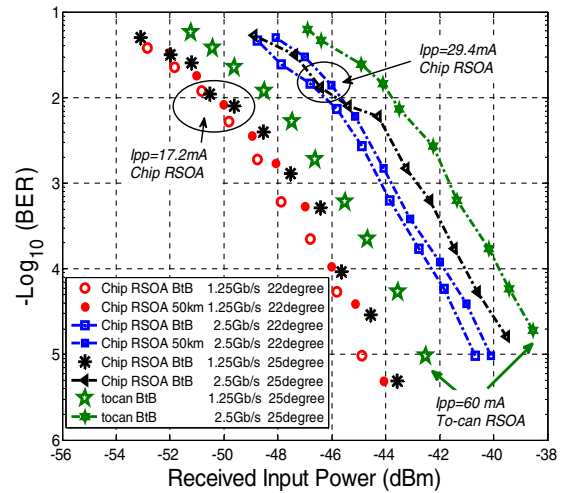 1
2
3
4
5
6
-Log10 (BER)
Ipp=29.4mA
Chip RSOA
Ipp=17.2mA
Chip RSOA
Chip RSOA BtB 1.25Gb/s 22degree
Chip RSOA 50km 1.25Gb/s 22degree
Chip RSOA BtB 2.5Gb/s 22degree
Chip RSOA 50km 2.5Gb/s 22degree
Chip RSOA BtB 1.25Gb/s 25degree
Chip RSOA BtB 2.5Gb/s 25degree
tocan BtB 1.25Gb/s 25degree
tocan BtB 2.5Gb/s 25degree
Ipp=60 mA
To-can RSOA
-56 -54 -52 -50 -48 -46 -44 -42 -40 -38
Received Input Power (dBm)